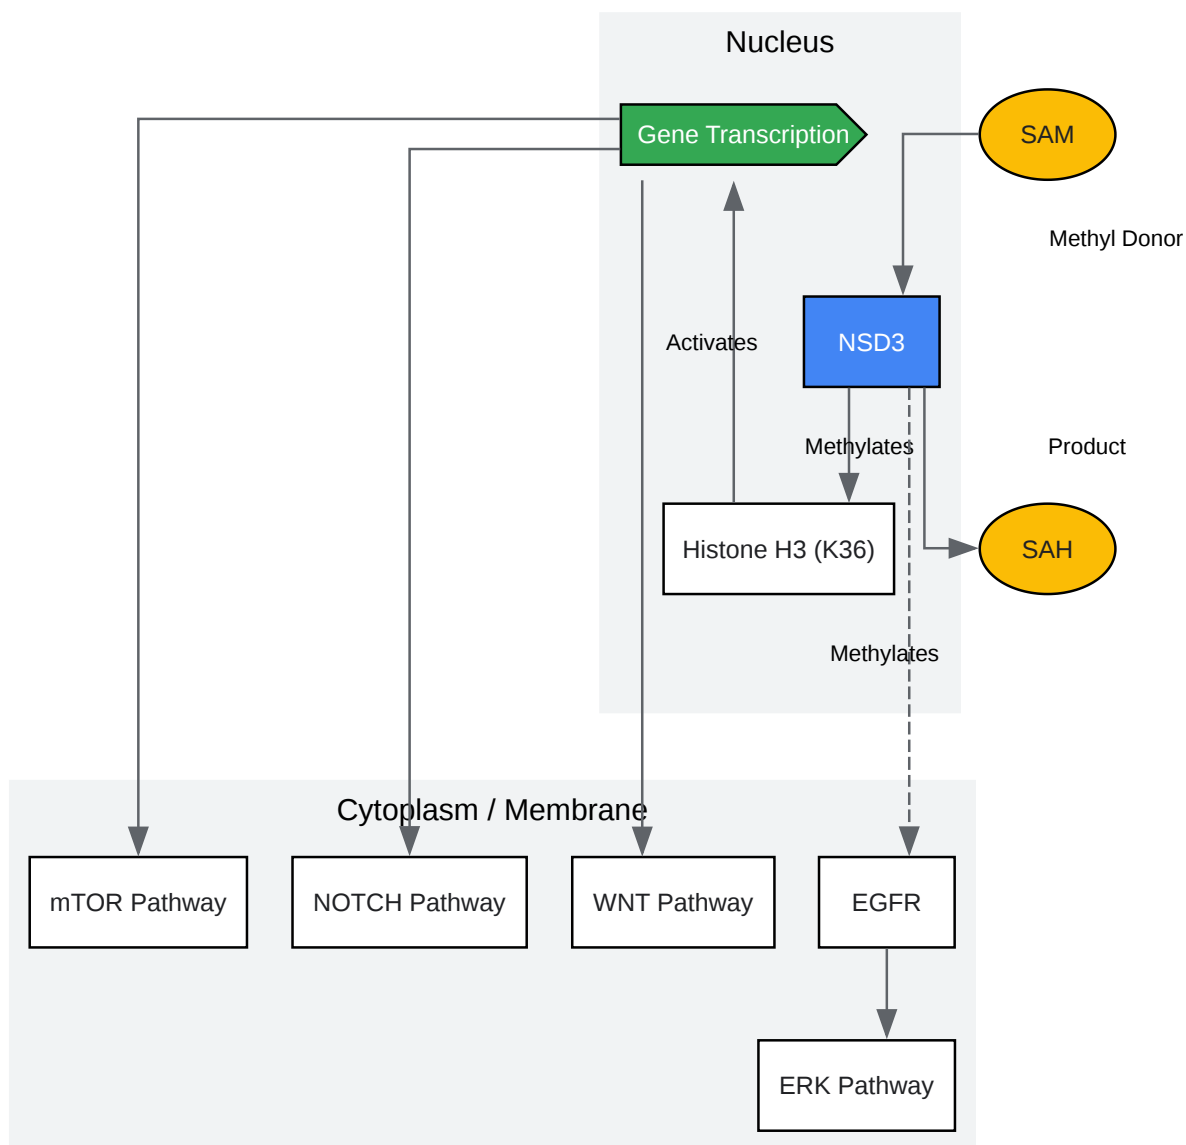 Nucleus
Gene Transcription
SAM
Methyl Donor
Activates
NSD3
Methylates
Product
Histone H3 (K36)
SAH
Methylates
Cytoplasm / Membrane
mTOR Pathway
NOTCH Pathway
WNT Pathway
EGFR
ERK Pathway